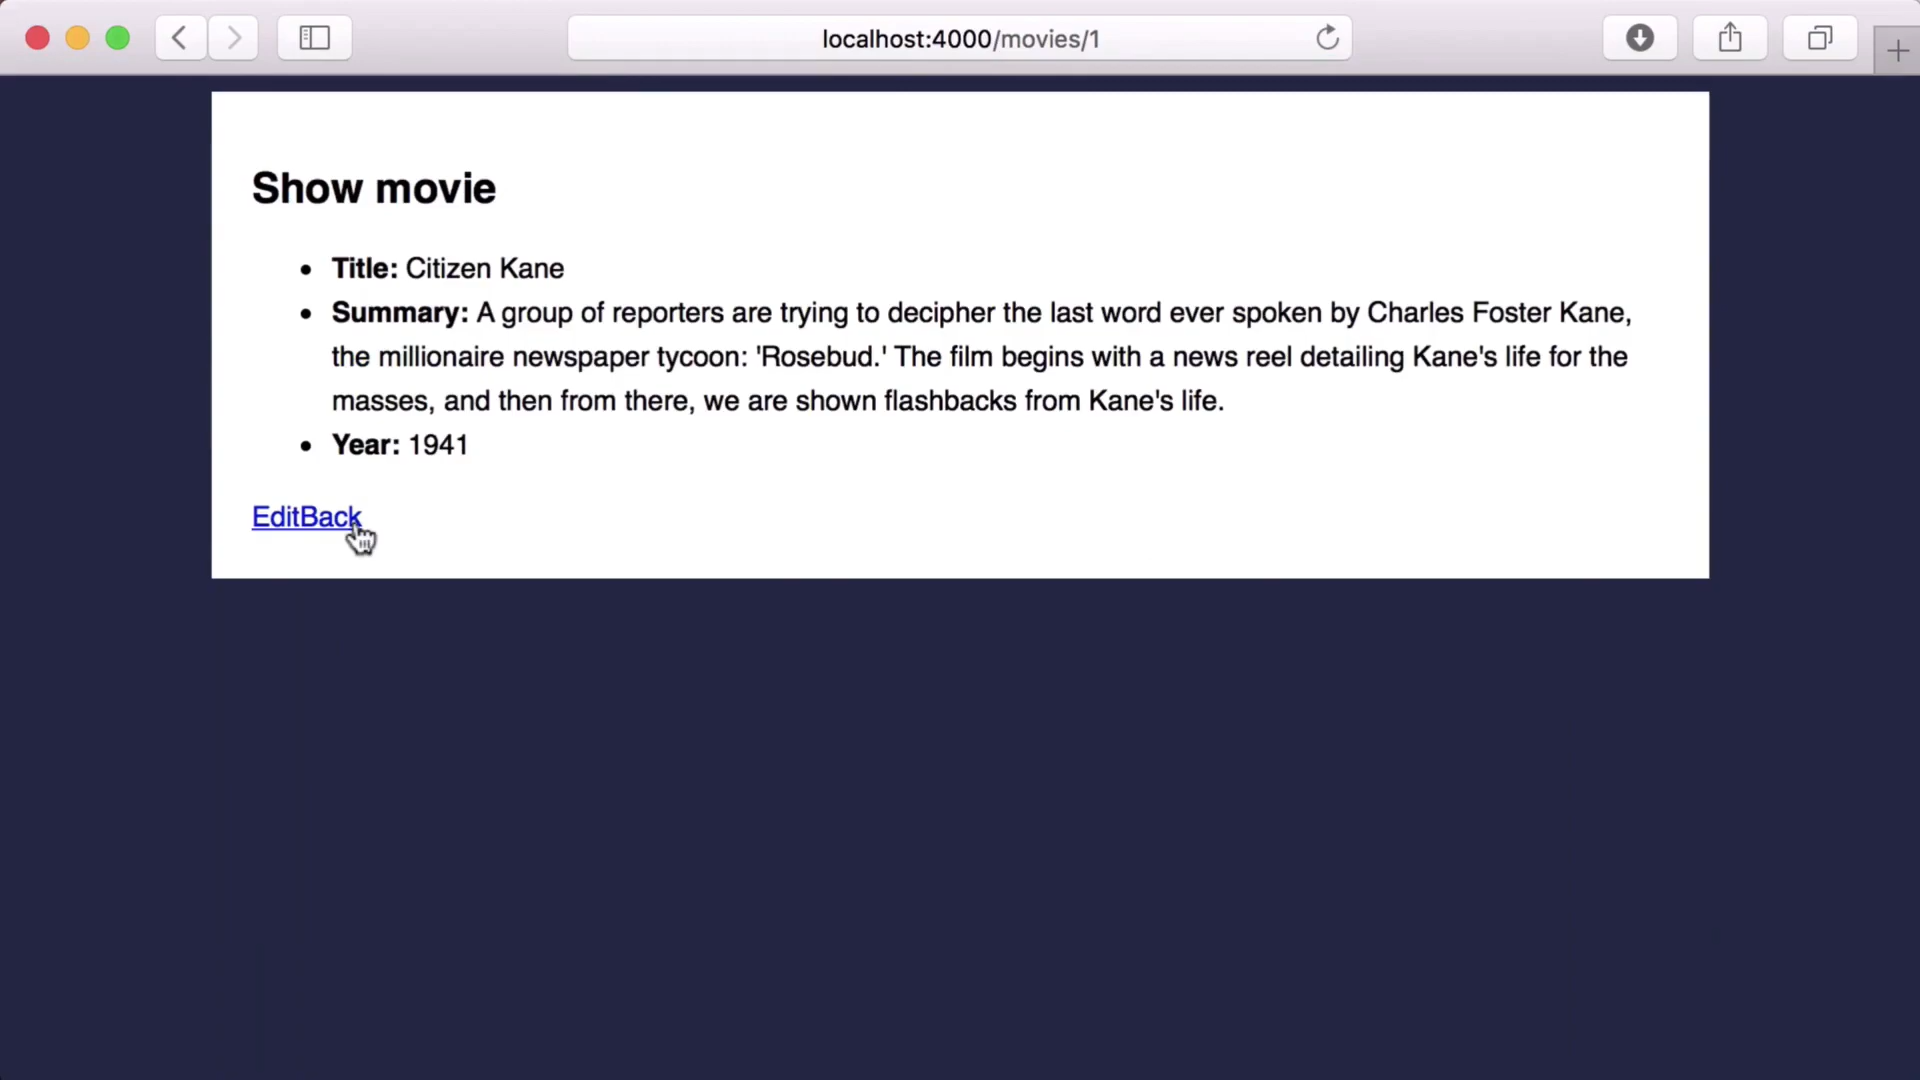 localhost:4000/movies/1
Show movie
Title: Citizen Kane
Summary: A group of reporters are trying to decipher the last word ever spoken by Charles Foster Kane,
the millionaire newspaper tycoon: 'Rosebud.' The film begins with a news reel detailing Kane's life for the
masses, and then from there, we are shown flashbacks from Kane's life.
Year: 1941
EditBack